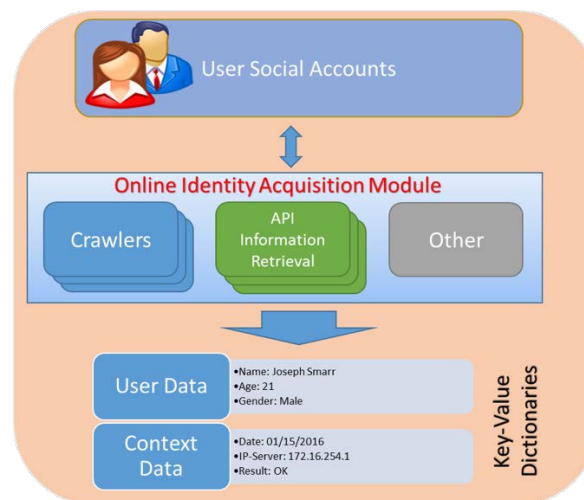 User Social Accounts
Online Identity Acquisition Module
Crawlers
API
Information
Retrieval
Other
User Data
•Name: Joseph Smarr
•Age: 21
•Gender: Male
Context
Data
•Date: 01/15/2016
•IP-Server: 172.16.254.1
•Result: OK
Key-Value
Dictionaries